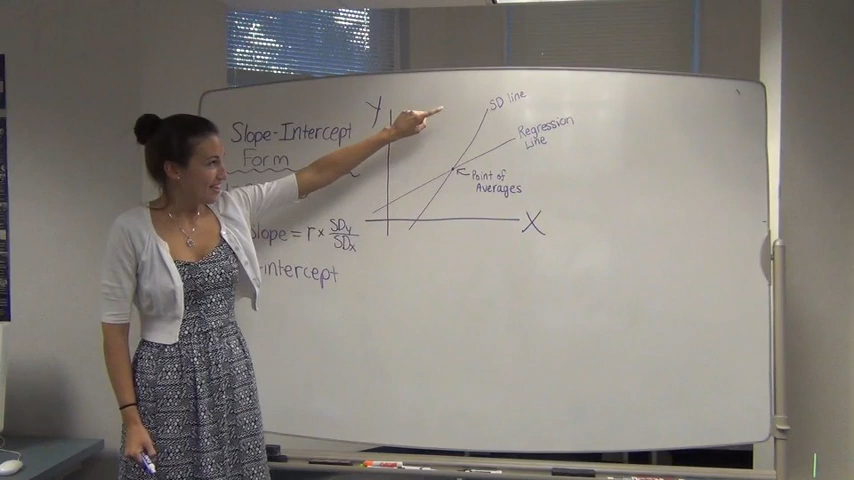 Slope-Intercept
Form
slope = r × SDy/SDx
-intercept
Y
SD line
Regression
Line
Point of
Averages
X